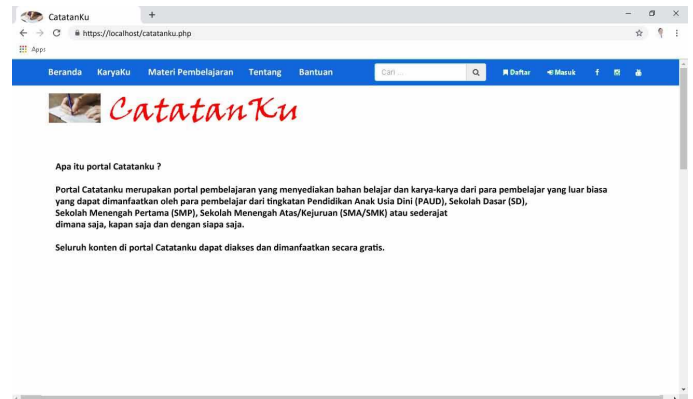 CatatanKu
https://localhost/catatanku.php
Apps
Beranda KaryaKu Materi Pembelajaran Tentang Bantuan Cari ... Daftar Masuk
CatatanKu
Apa itu portal Catatanku ?
Portal Catatanku merupakan portal pembelajaran yang menyediakan bahan belajar dan karya-karya dari para pembelajar yang luar biasa
yang dapat dimanfaatkan oleh para pembelajar dari tingkatan Pendidikan Anak Usia Dini (PAUD), Sekolah Dasar (SD),
Sekolah Menengah Pertama (SMP), Sekolah Menengah Atas/Kejuruan (SMA/SMK) atau sederajat
dimana saja, kapan saja dan dengan siapa saja.
Seluruh konten di portal Catatanku dapat diakses dan dimanfaatkan secara gratis.